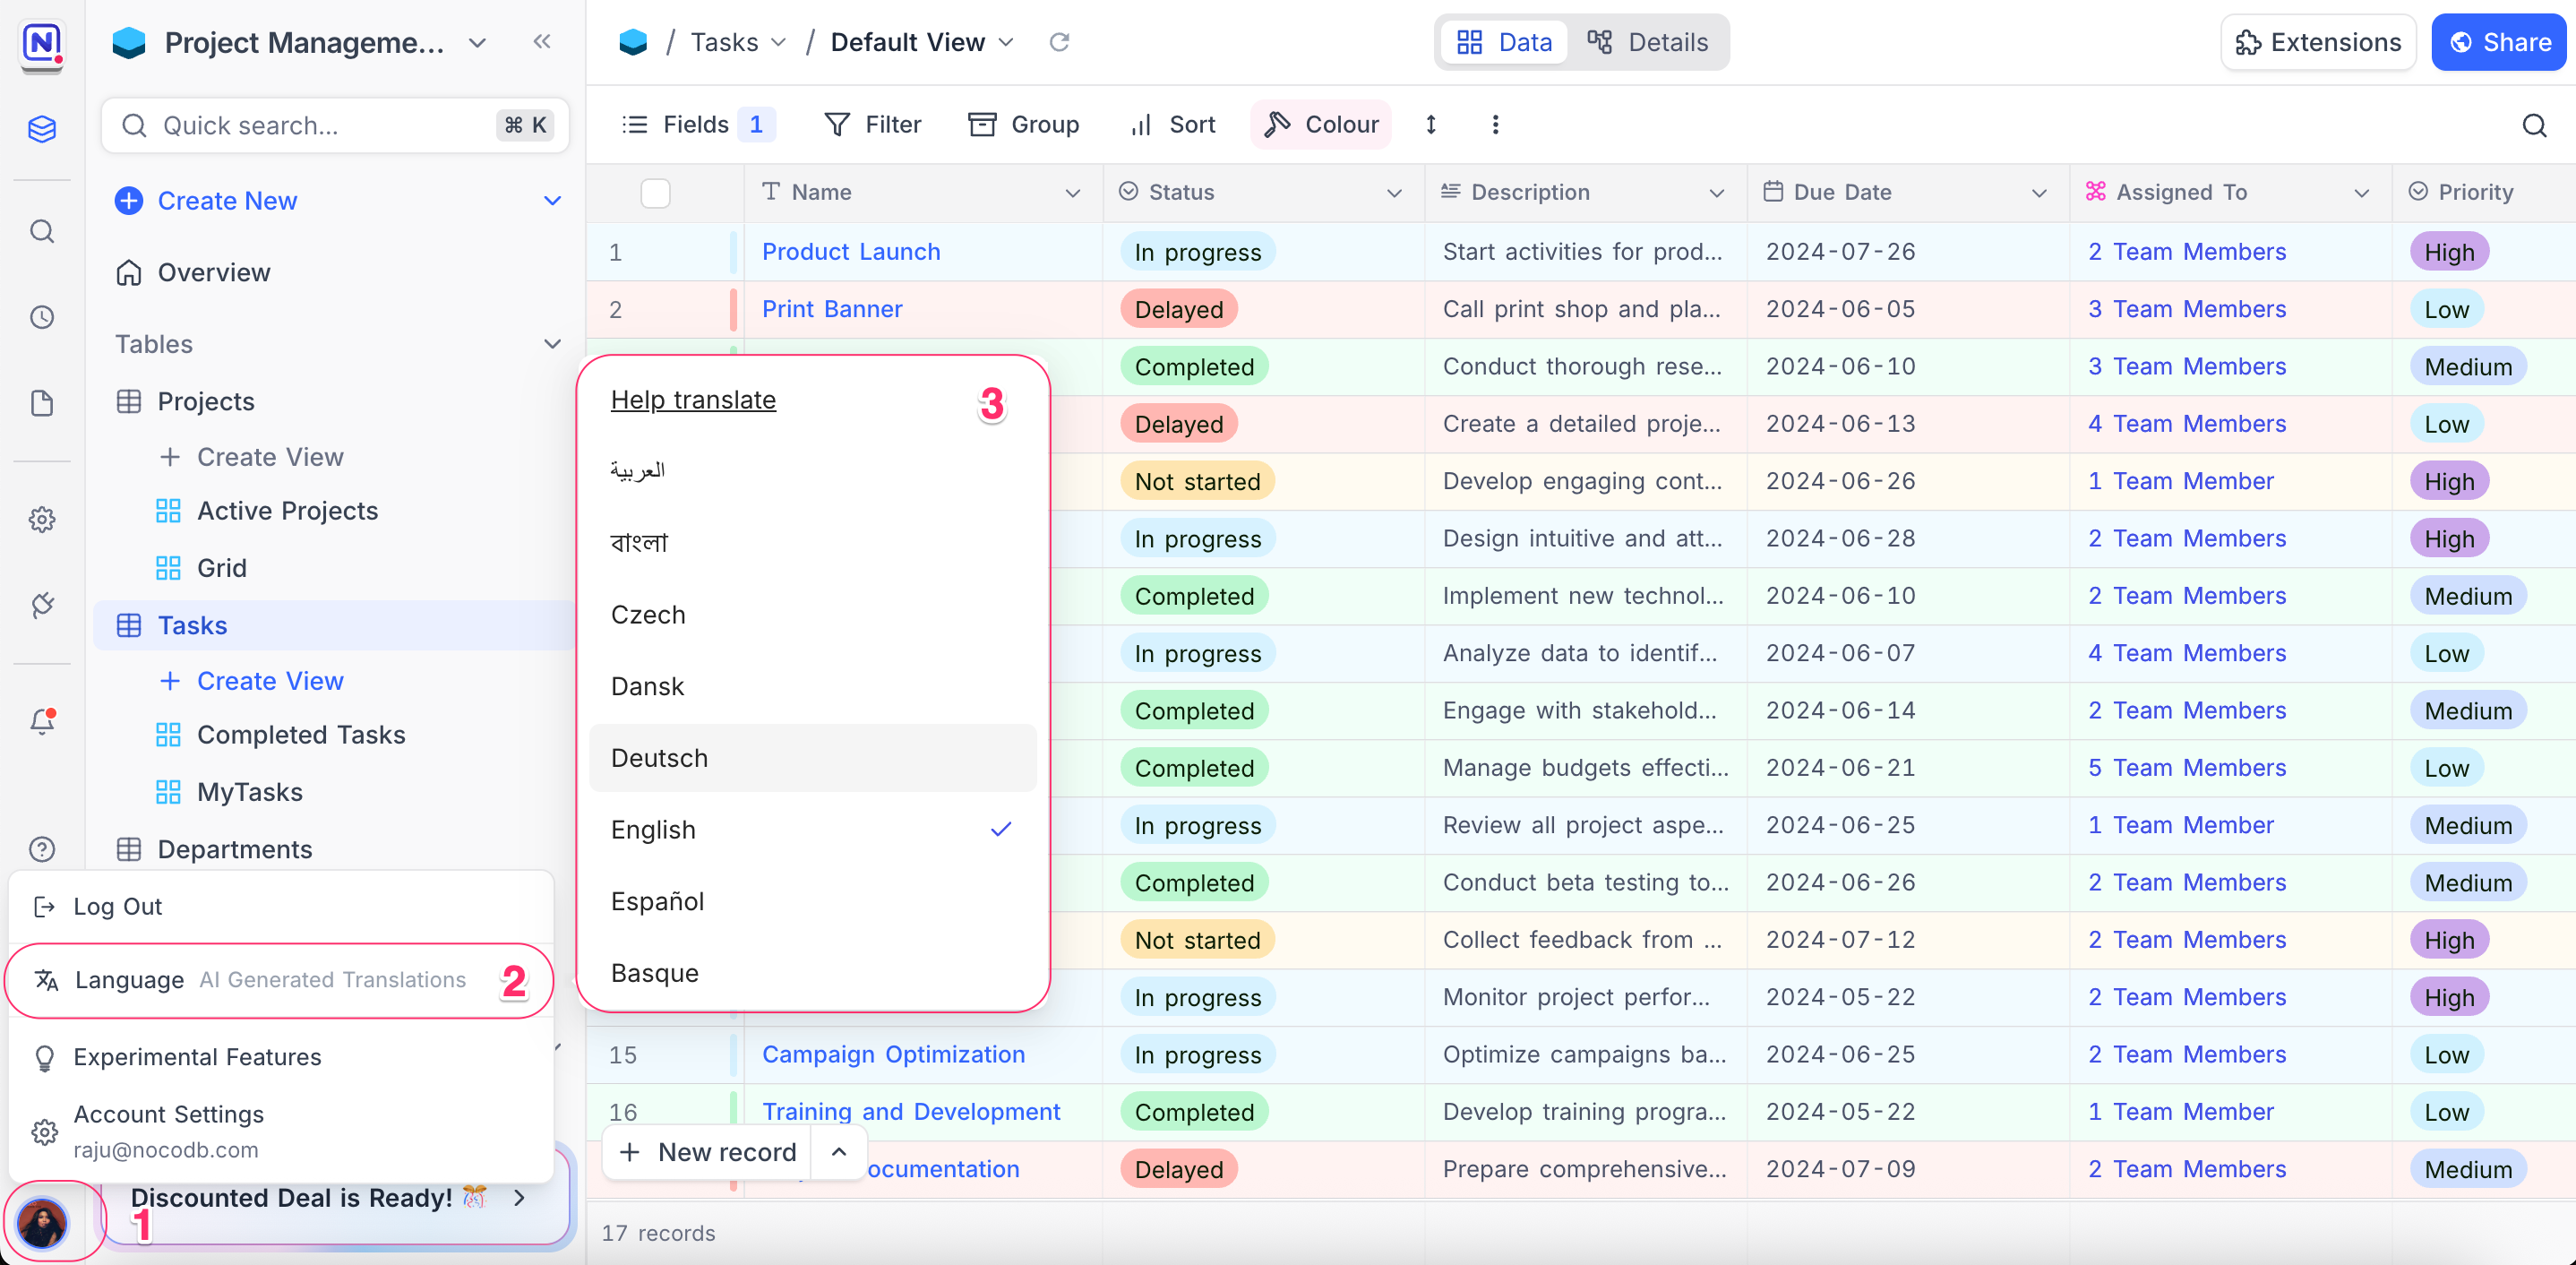 N
Project Manageme...
/ Tasks / Default View
Data
Details
Extensions
Share
Quick search...
⌘ K
Fields 1
Filter
Group
Sort
Colour
Create New
Overview
Tables
Projects
Create View
Active Projects
Grid
Tasks
Create View
Completed Tasks
MyTasks
Departments
Log Out
Language AI Generated Translations 2
Experimental Features
Account Settings
raju@nocodb.com
Discounted Deal is Ready!
1
Help translate 3
العربية
বাংলা
Czech
Dansk
Deutsch
English
Español
Basque
Name Status Description Due Date Assigned To Priority
1 Product Launch In progress Start activities for prod... 2024-07-26 2 Team Members High
2 Print Banner Delayed Call print shop and pla... 2024-06-05 3 Team Members Low
Completed Conduct thorough rese... 2024-06-10 3 Team Members Medium
Delayed Create a detailed proje... 2024-06-13 4 Team Members Low
Not started Develop engaging cont... 2024-06-26 1 Team Member High
In progress Design intuitive and att... 2024-06-28 2 Team Members High
Completed Implement new technol... 2024-06-10 2 Team Members Medium
In progress Analyze data to identif... 2024-06-07 4 Team Members Low
Completed Engage with stakehold... 2024-06-14 2 Team Members Medium
Completed Manage budgets effecti... 2024-06-21 5 Team Members Low
In progress Review all project aspe... 2024-06-25 1 Team Member Medium
Completed Conduct beta testing to... 2024-06-26 2 Team Members Medium
Not started Collect feedback from ... 2024-07-12 2 Team Members High
In progress Monitor project perfor... 2024-05-22 2 Team Members High
15 Campaign Optimization In progress Optimize campaigns ba... 2024-06-25 2 Team Members Low
16 Training and Development Completed Develop training progra... 2024-05-22 1 Team Member Low
ocumentation Delayed Prepare comprehensive... 2024-07-09 2 Team Members Medium
New record
17 records